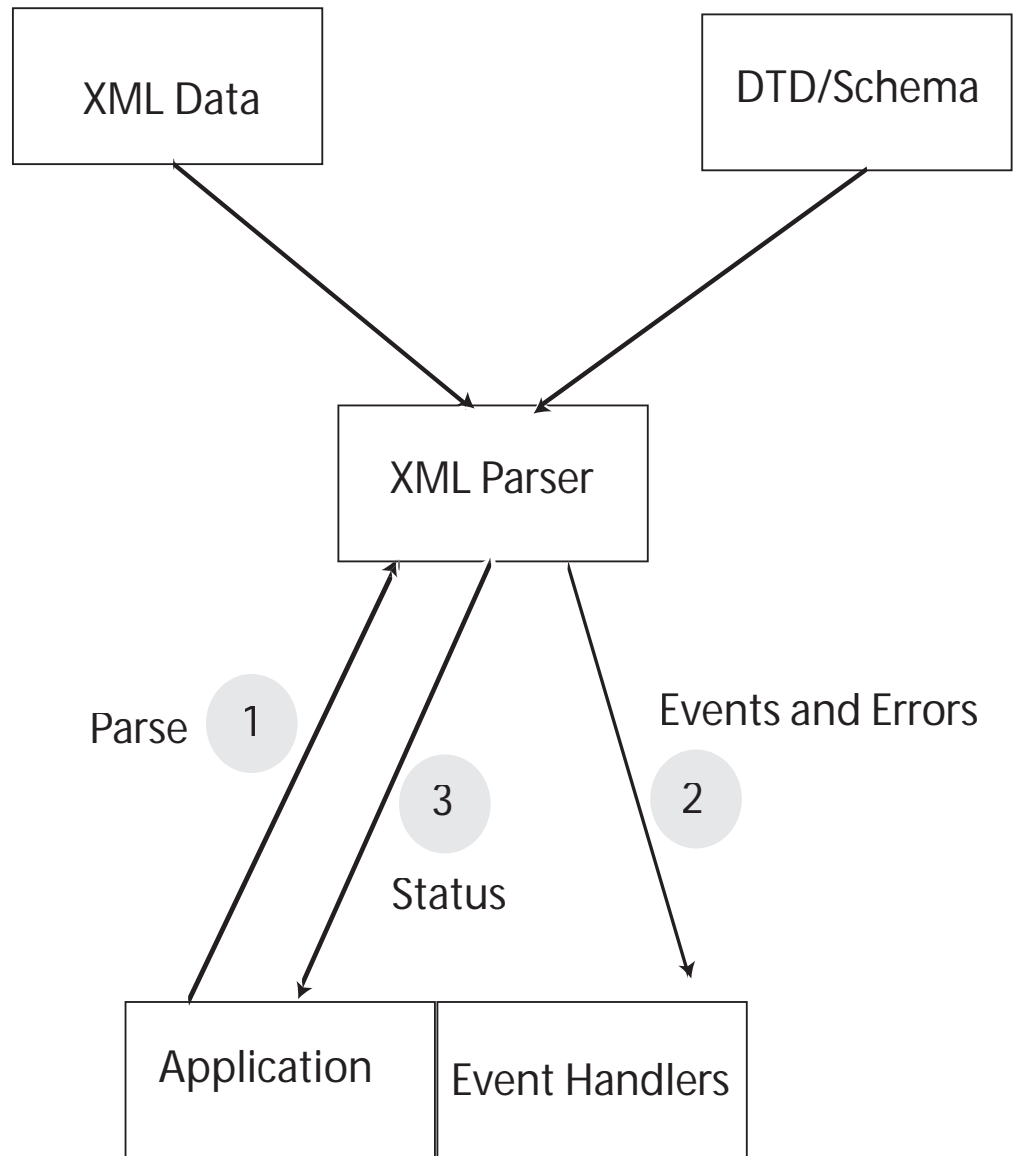 XML Data
DTD/Schema
XML Parser
Parse
1
Events and Errors
3
2
Status
Application
Event Handlers